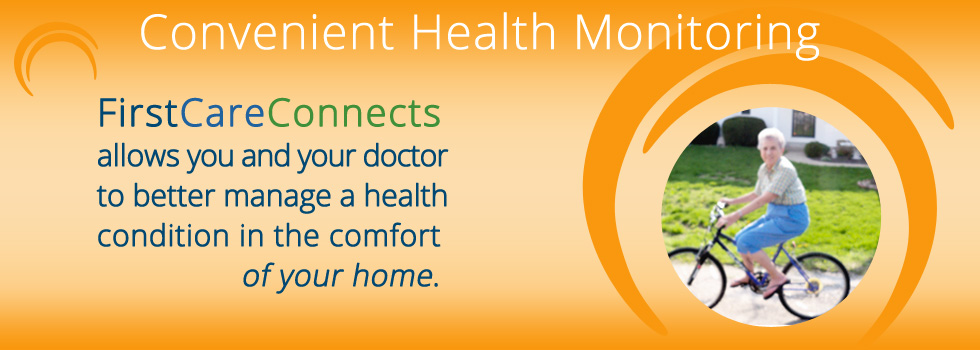 Convenient Health Monitoring
FirstCareConnects
allows you and your doctor
to better manage a health
condition in the comfort
of your home.